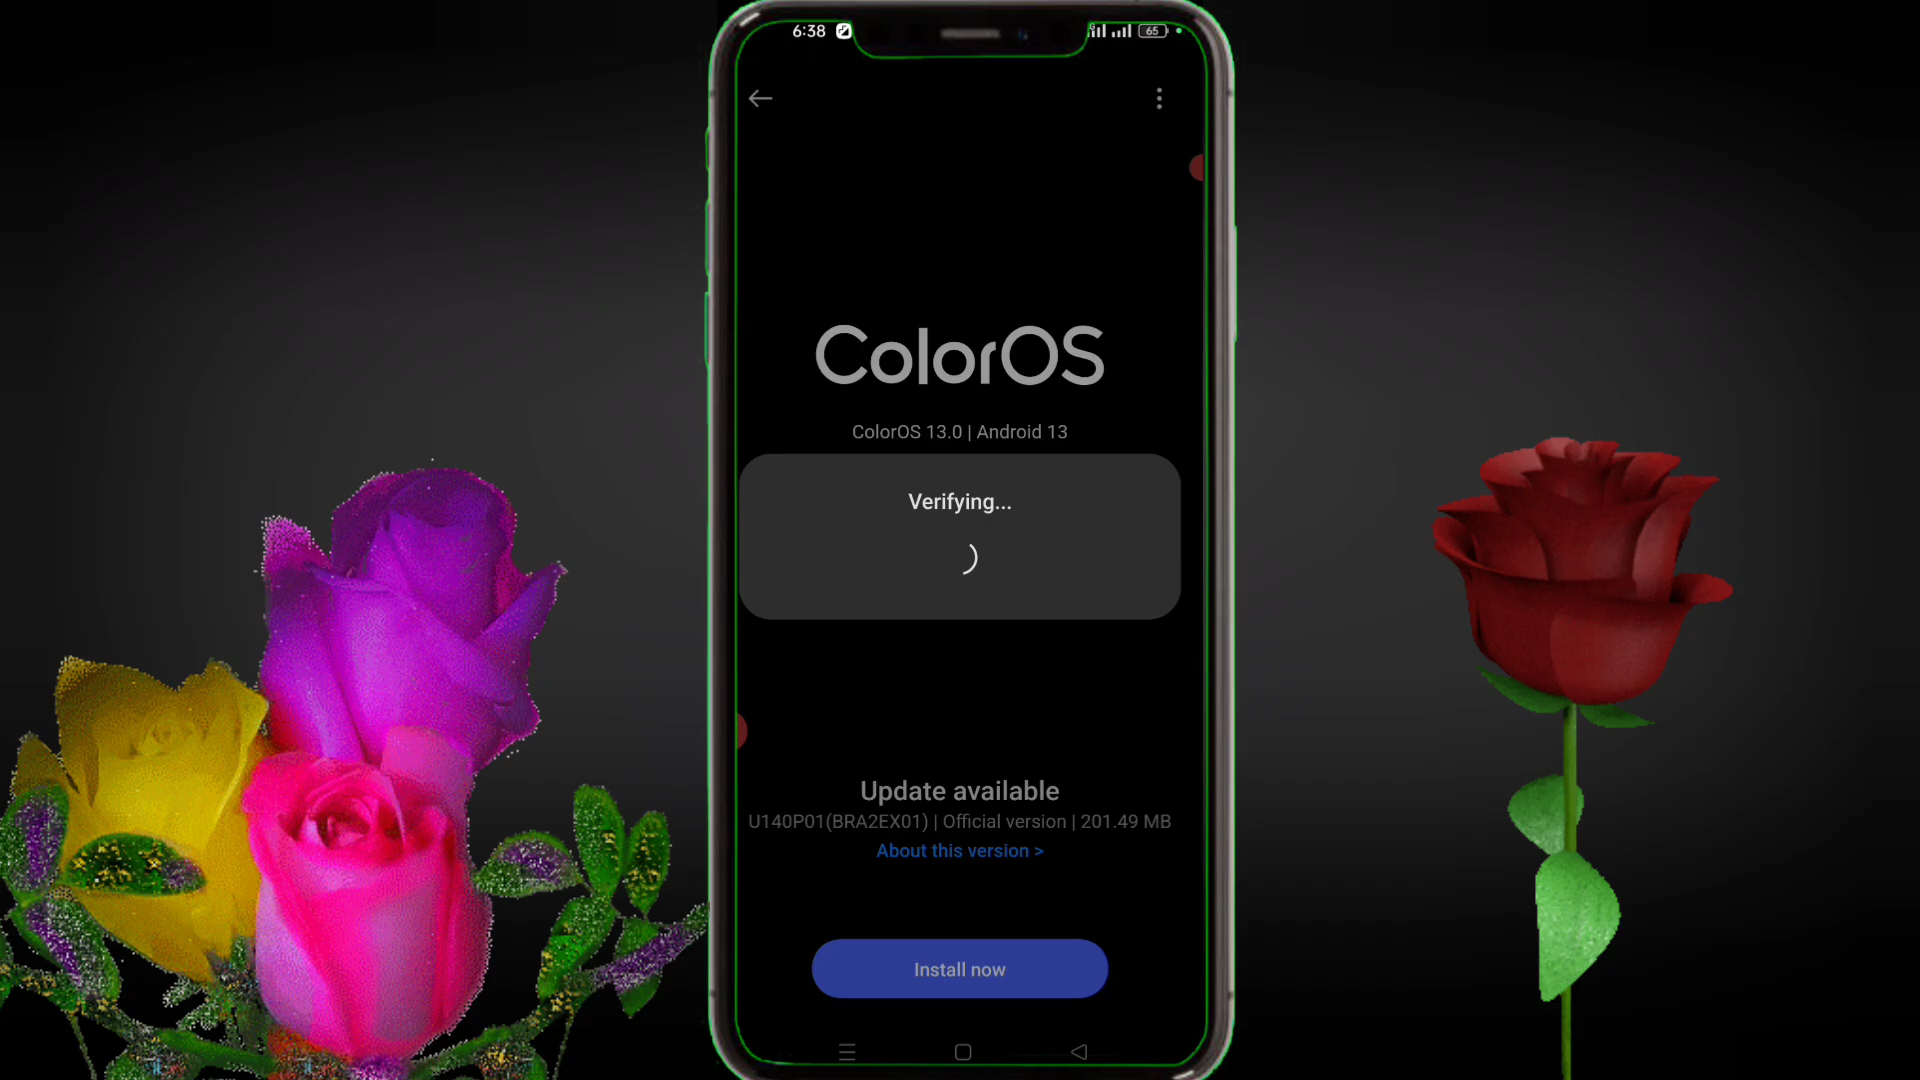 6:38
65
ColorOS
ColorOS 13.0 | Android 13
Verifying...
Update available
U140P01(BRA2EX01) | Official version | 201.49 MB
About this version >
Install now